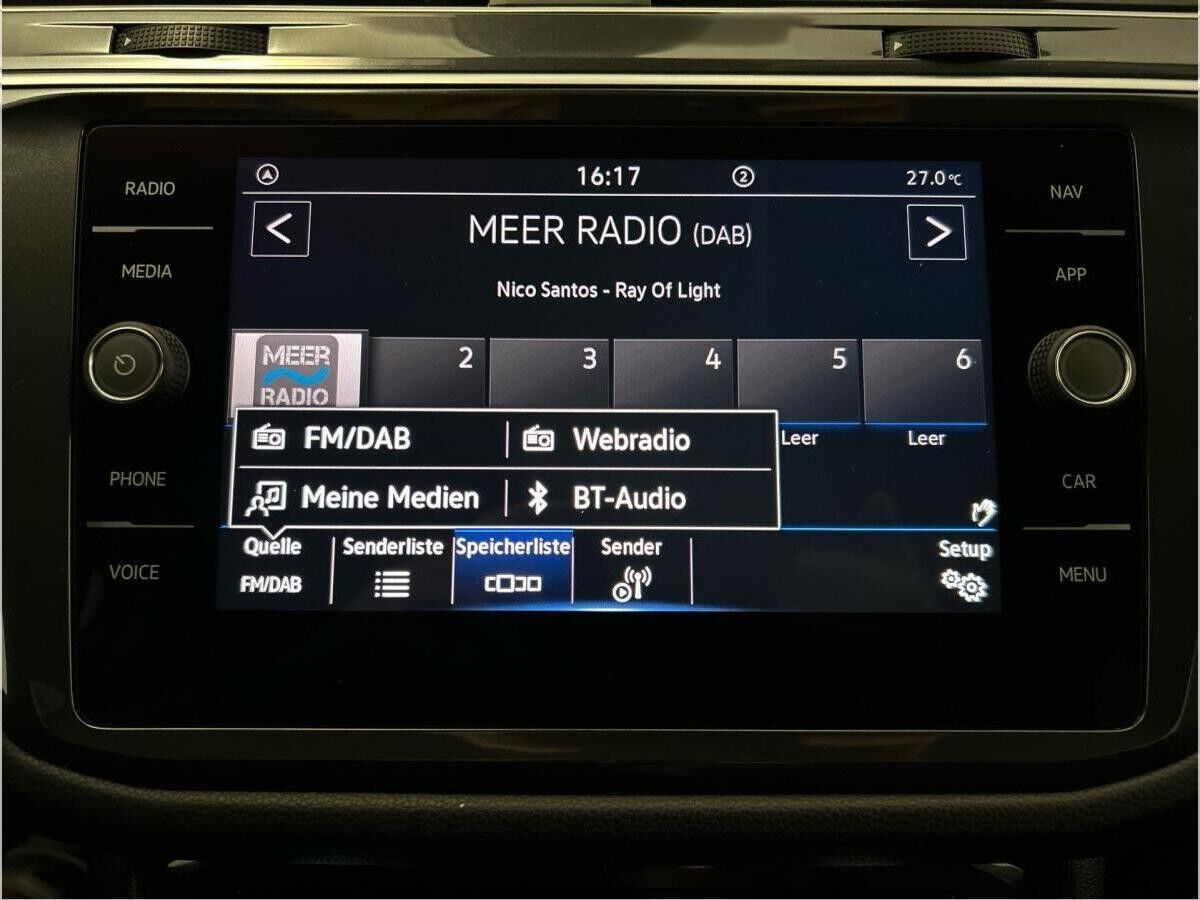 RADIO
MEDIA
PHONE
VOICE
16:17
2
27.0°C
< MEER RADIO (DAB) >
Nico Santos - Ray Of Light
MEER
RADIO
2 3 4 5 6
Leer Leer
FM/DAB Webradio
Meine Medien BT-Audio
Quelle Senderliste Speicherliste Sender Setup
FM/DAB
NAV
APP
CAR
MENU